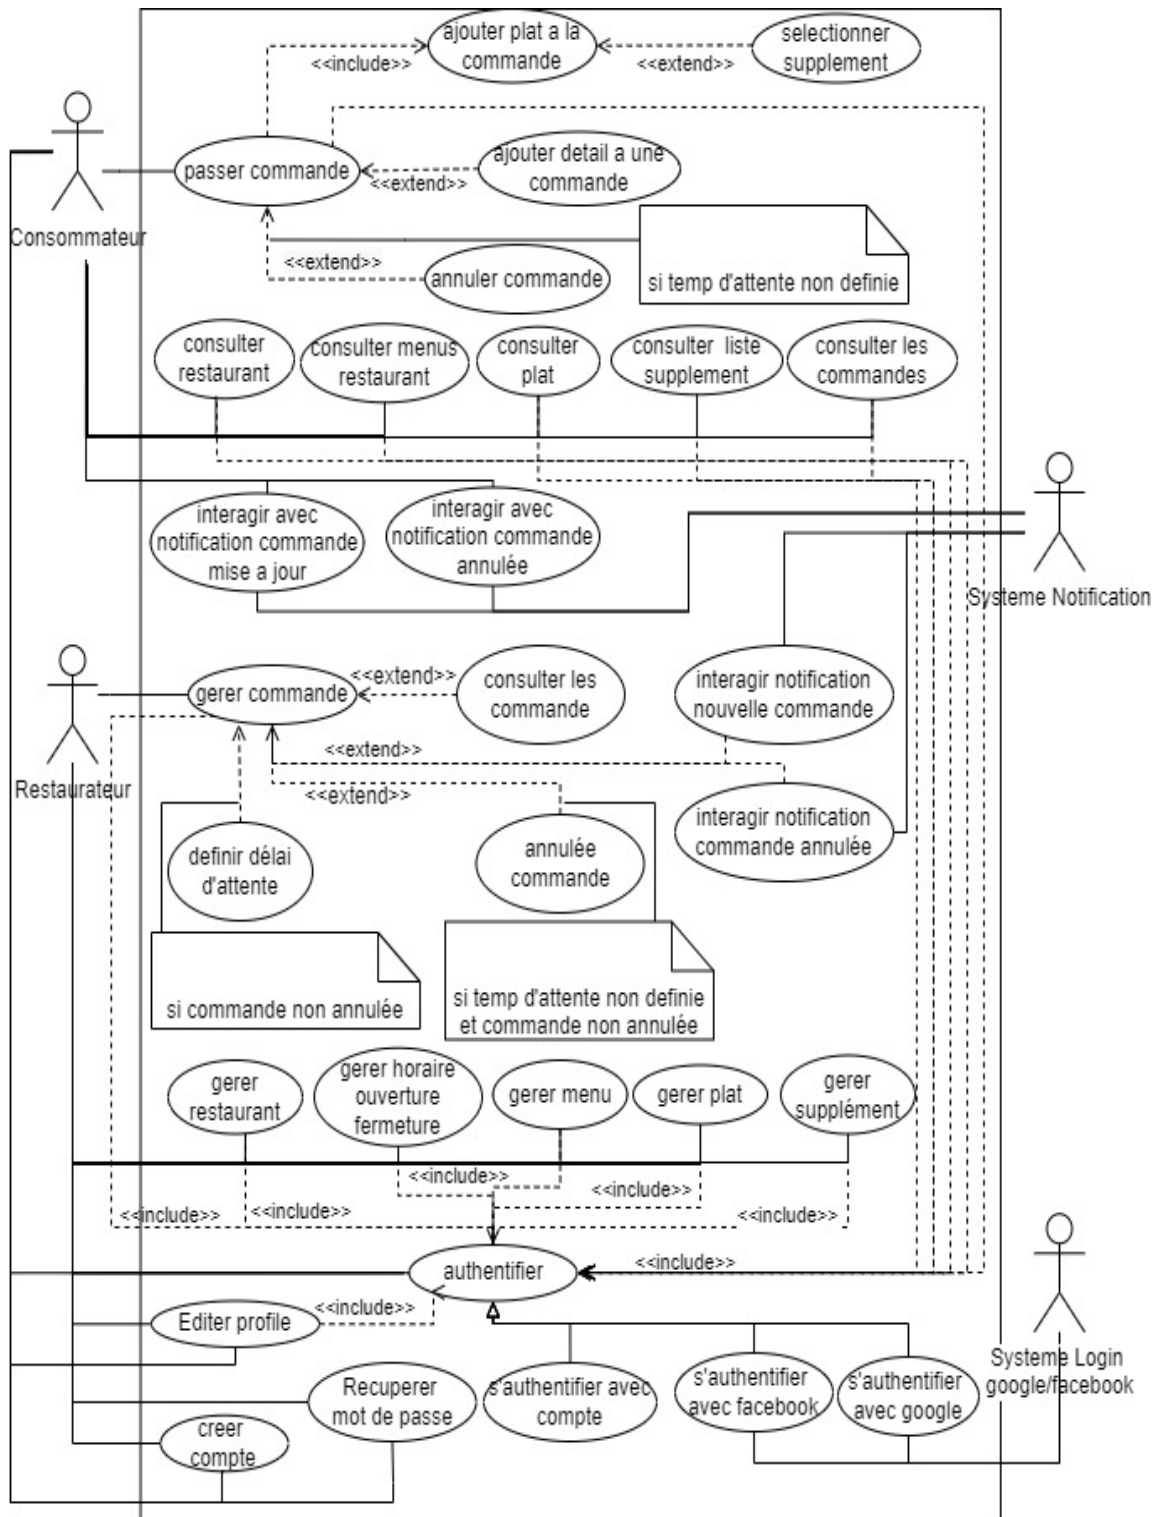 ajouter plat a la
commande
selectionner
supplement
<<include>>
<<extend>>
passer commande
ajouter detail a une
commande
<<extend>>
Consommateur
<<extend>>
annuler commande
si temp d'attente non definie
consulter
restaurant
consulter menus
restaurant
consulter
plat
consulter liste
supplement
consulter les
commandes
interagir avec
notification commande
mise a jour
interagir avec
notification commande
annulée
Systeme Notification
gerer commande
<<extend>>
consulter les
commande
interagir notification
nouvelle commande
Restaurateur
<<extend>>
<<extend>>
interagir notification
commande annulée
definir délai
d'attente
annulée
commande
si commande non annulée
si temp d'attente non definie
et commande non annulée
gerer
restaurant
gerer horaire
ouverture
fermeture
gerer menu
gerer plat
gerer
supplément
<<include>>
<<include>>
<<include>>
<<include>>
<<include>>
authentifier
<<include>>
Editer profile
<<include>>
Recuperer
mot de passe
s'authentifier avec
compte
s'authentifier
avec facebook
s'authentifier
avec google
Systeme Login
google/facebook
creer
compte